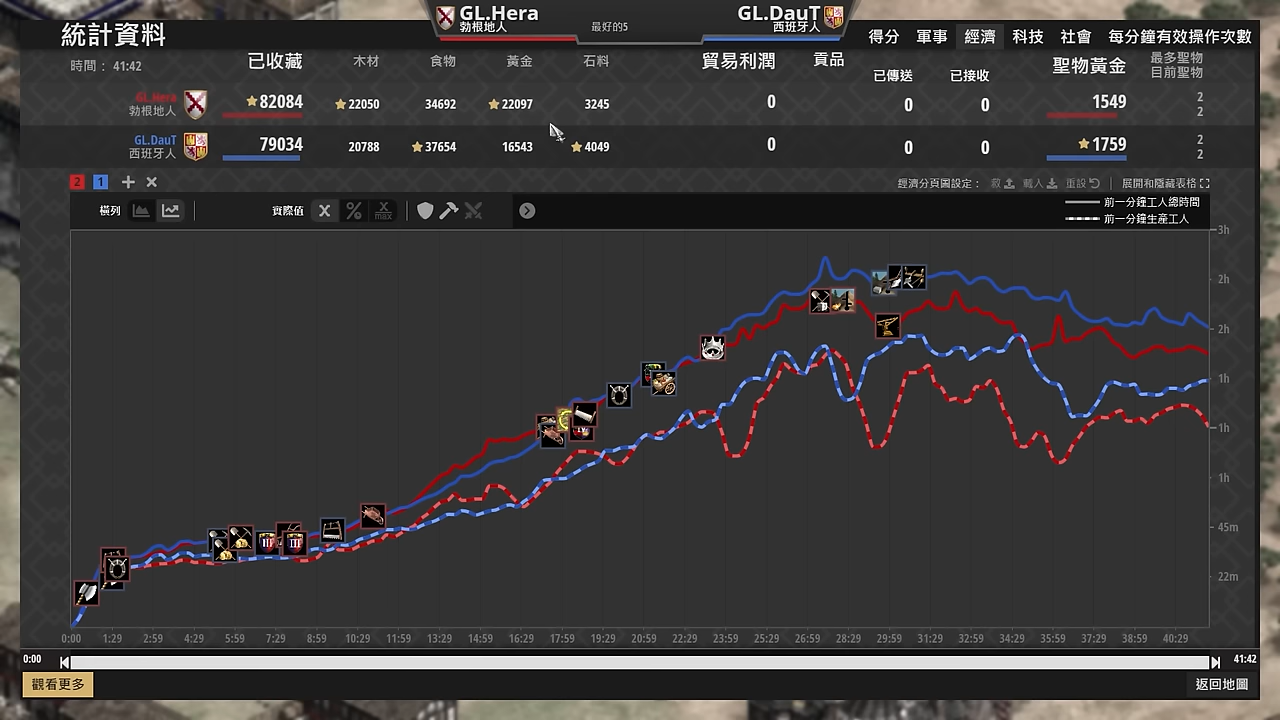 GL.Hera
勃根地人
最好的5
GL.DauT
西班牙人
統計資料
得分 軍事 經濟 科技 社會 每分鐘有效操作次數
時間：41:42
已收藏 木材 食物 黃金 石料 貿易利潤 貢品 已傳送 已接收 聖物黃金 最多聖物 目前聖物
GL.Hera
勃根地人
82084 22050 34692 22097 3245 0 0 0 1549 2 2
GL.DauT
西班牙人
79034 20788 37654 16543 4049 0 0 0 1759 2 2
2 1
經濟分頁圖設定： 載入 重設 展開和隱藏表格
橫列 實際值 X % X max
前一分鐘工人總時間
前一分鐘生產工人
3h
2h
2h
1h
1h
1h
45m
22m
0:00 1:29 2:59 4:29 5:59 7:29 8:59 10:29 11:59 13:29 14:59 16:29 17:59 19:29 20:59 22:29 23:59 25:29 26:59 28:29 29:59 31:29 32:59 34:29 35:59 37:29 38:59 40:29
0:00 41:42
觀看更多 返回地圖